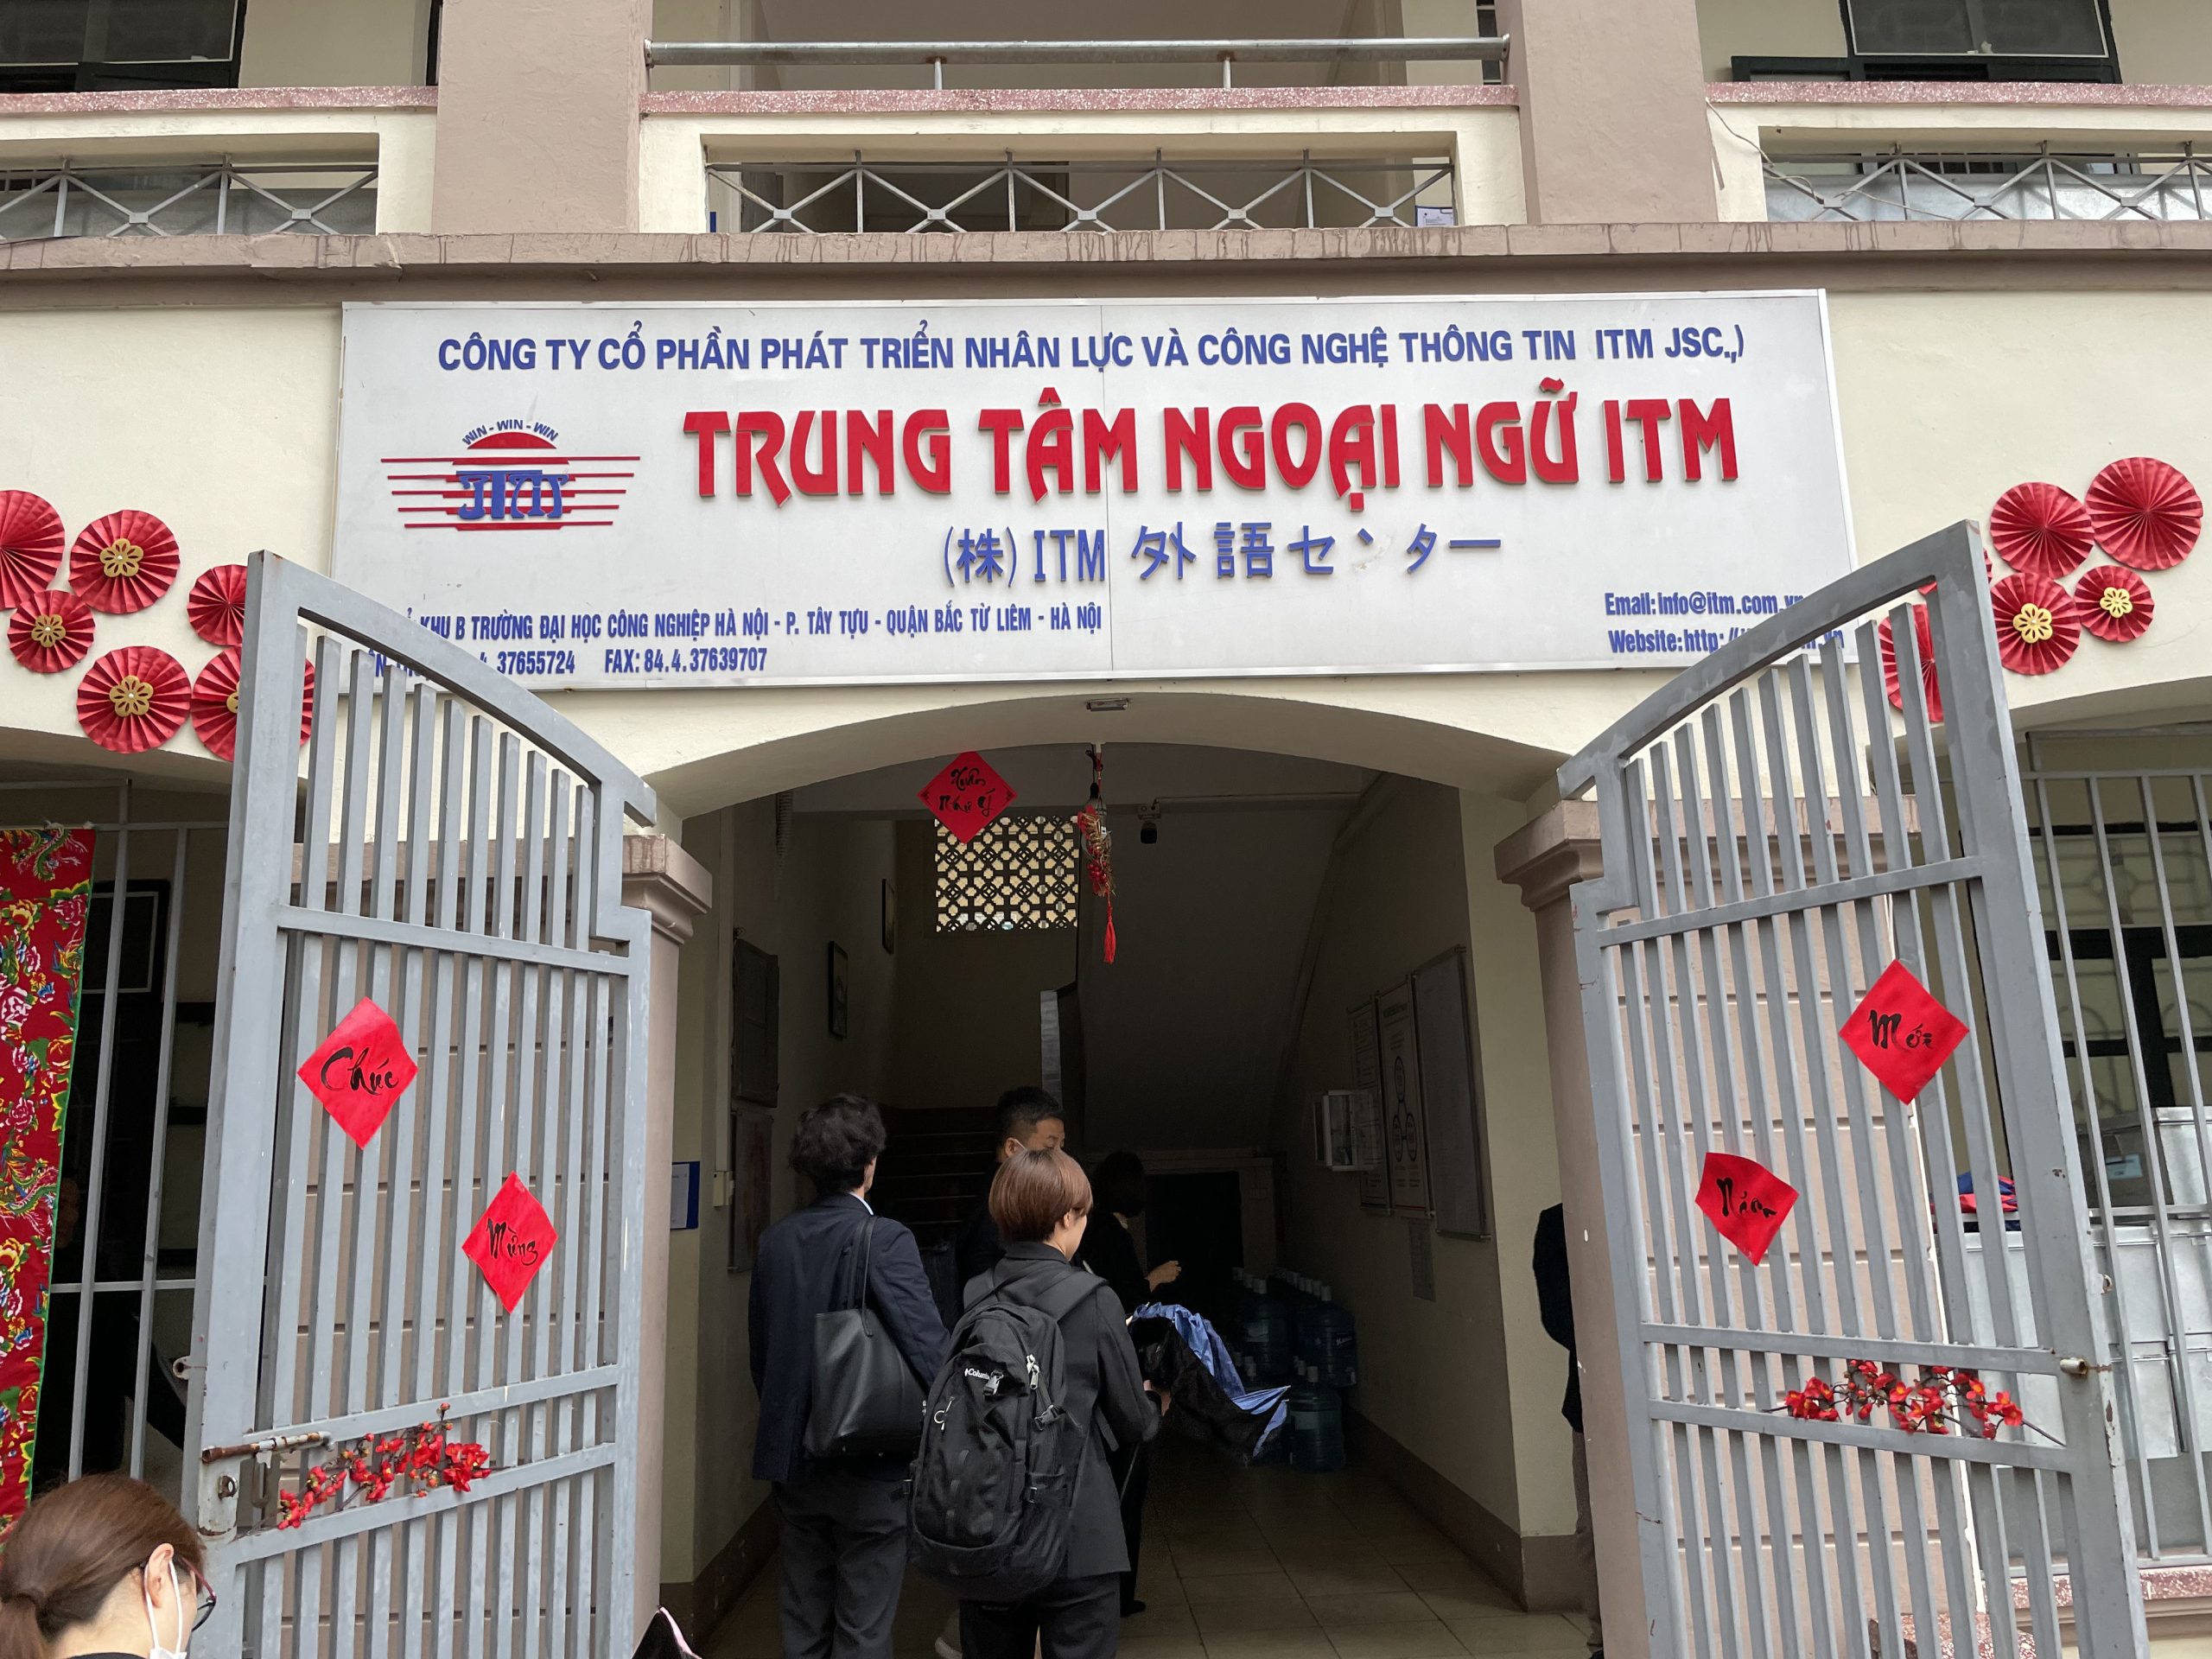 CÔNG TY CỔ PHẦN PHÁT TRIỂN NHÂN LỰC VÀ CÔNG NGHỆ THÔNG TIN ITM JSC.,)
WIN - WIN - WIN
ITM
TRUNG TÂM NGOẠI NGỮ ITM
(株) ITM 外語センター
KHU B TRƯỜNG ĐẠI HỌC CÔNG NGHIỆP HÀ NỘI - P. TÂY TỰU - QUẬN BẮC TỪ LIÊM - HÀ NỘI
37655724 FAX: 84.4.37639707
Email: info@itm.com.vn
Website: http:
Như Ý
Chúc
Mừng
Mới
Năm
Columbia